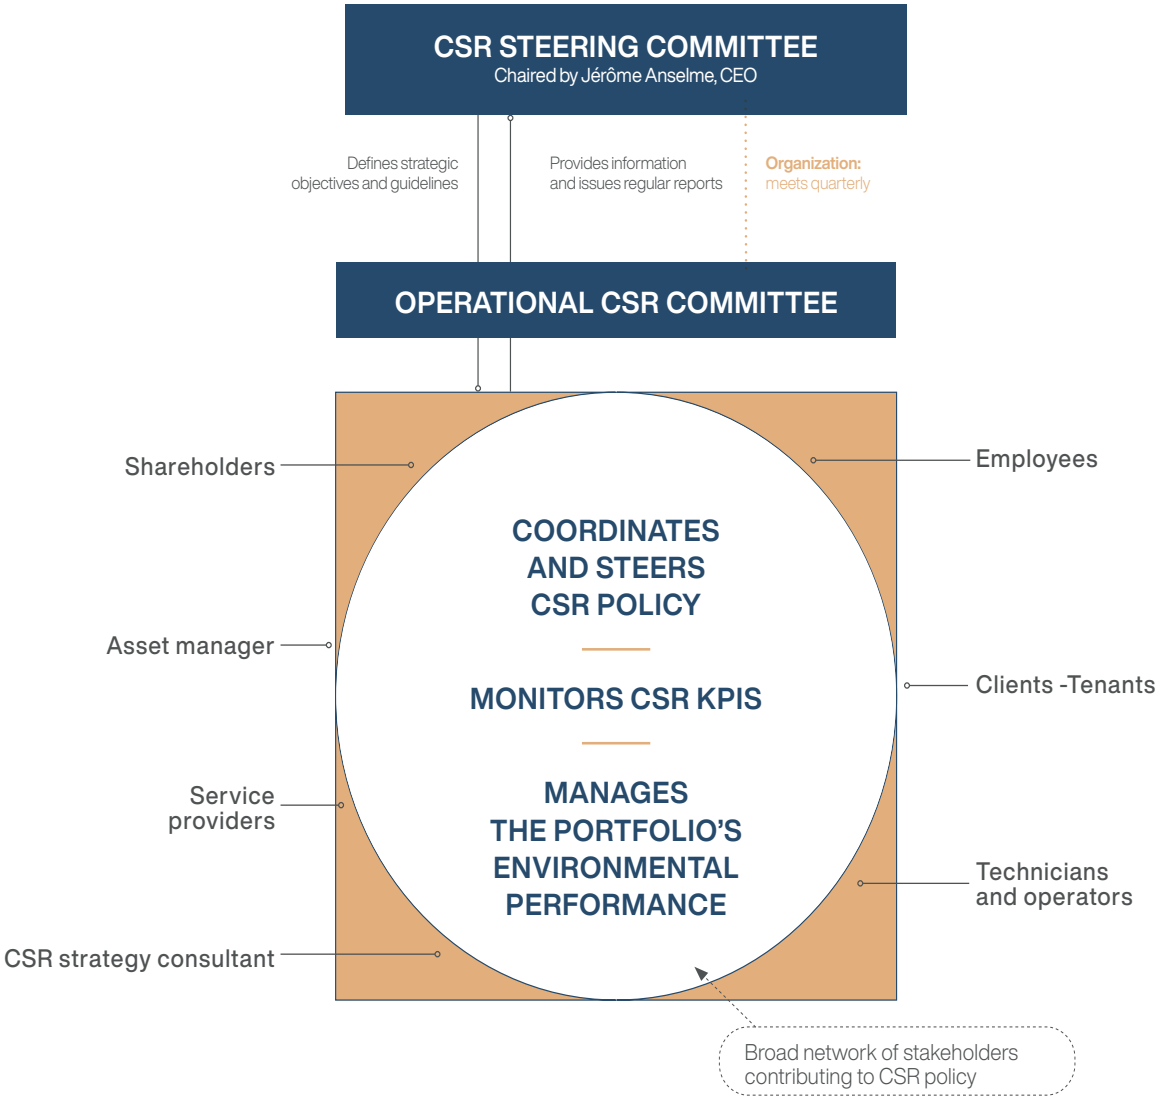 CSR STEERING COMMITTEE
Chaired by Jérôme Anselme, CEO
Defines strategic
objectives and guidelines
Provides information
and issues regular reports
Organization:
meets quarterly
OPERATIONAL CSR COMMITTEE
Shareholders
Asset manager
Service
providers
CSR strategy consultant
COORDINATES
AND STEERS
CSR POLICY
MONITORS CSR KPIS
MANAGES
THE PORTFOLIO’S
ENVIRONMENTAL
PERFORMANCE
Employees
Clients -Tenants
Technicians
and operators
Broad network of stakeholders
contributing to CSR policy